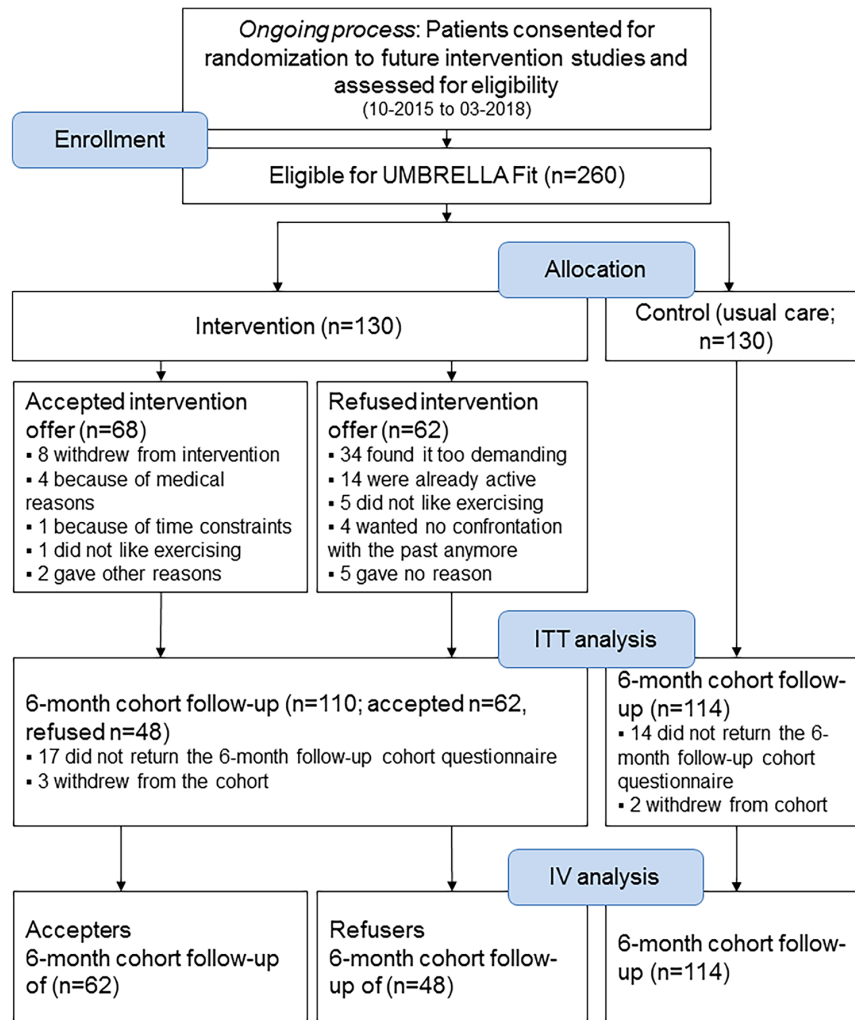 Ongoing process: Patients consented for
randomization to future intervention studies and
assessed for eligibility
(10-2015 to 03-2018)
Enrollment
Eligible for UMBRELLA Fit (n=260)
Allocation
Intervention (n=130)
Control (usual care;
n=130)
Accepted intervention
offer (n=68)
▪ 8 withdrew from intervention
▪ 4 because of medical
reasons
▪ 1 because of time constraints
▪ 1 did not like exercising
▪ 2 gave other reasons
Refused intervention
offer (n=62)
▪ 34 found it too demanding
▪ 14 were already active
▪ 5 did not like exercising
▪ 4 wanted no confrontation
with the past anymore
▪ 5 gave no reason
ITT analysis
6-month cohort follow-up (n=110; accepted n=62,
refused n=48)
▪ 17 did not return the 6-month follow-up cohort questionnaire
▪ 3 withdrew from the cohort
6-month cohort follow-
up (n=114)
▪ 14 did not return the 6-
month follow-up cohort
questionnaire
▪ 2 withdrew from cohort
IV analysis
Accepters
6-month cohort follow-up
of (n=62)
Refusers
6-month cohort follow-
up of (n=48)
6-month cohort follow-
up (n=114)